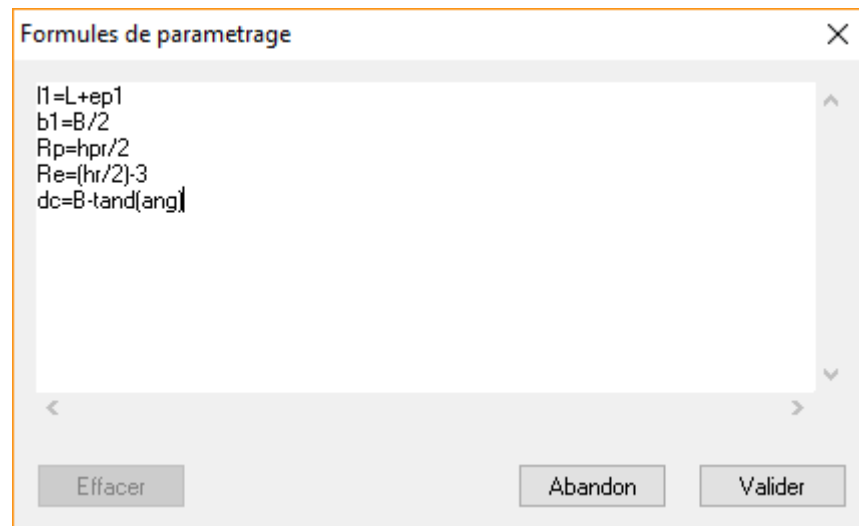 Formules de parametrage
l1=L+ep1
b1=B/2
Rp=hpr/2
Re=(hr/2)-3
dc=B-tand(ang)
Effacer
Abandon
Valider